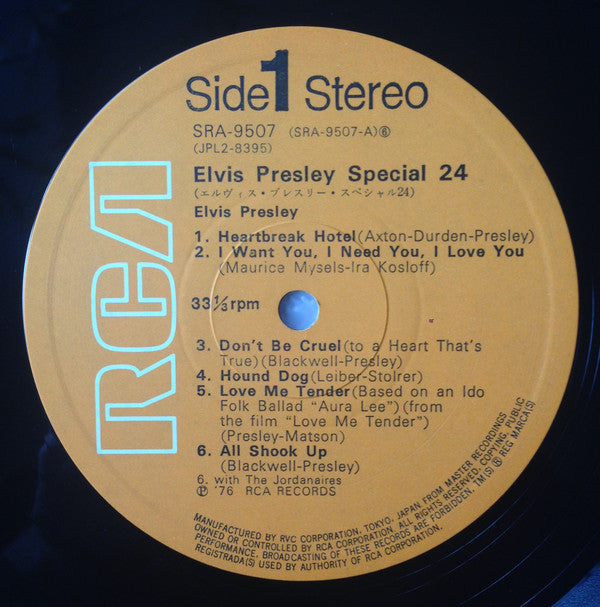 Side 1 Stereo
SRA-9507 (SRA-9507-A)⑥
(JPL2-8395)
Elvis Presley Special 24
(エルヴィス・プレスリー・スペシャル24)
Elvis Presley
1. Heartbreak Hotel(Axton-Durden-Presley)
2. I Want You, I Need You, I Love You
(Maurice Mysels-Ira Kosloff)
33⅓rpm
3. Don't Be Cruel(to a Heart That's
True)(Blackwell-Presley)
4. Hound Dog(Leiber-Stolrer)
5. Love Me Tender(Based on an Ido
Folk Ballad "Aura Lee")(from
the film "Love Me Tender")
(Presley-Matson)
6. All Shook Up
(Blackwell-Presley)
6. with The Jordanaires
Ⓟ '76 RCA RECORDS
RCA
MANUFACTURED BY RVC CORPORATION, TOKYO, JAPAN FROM MASTER RECORDINGS
OWNED OR CONTROLLED BY RCA CORPORATION. ALL RIGHTS RESERVED. COPYING, PUBLIC
PERFORMANCE, BROADCASTING OF THESE RECORDS ARE FORBIDDEN. TM(S) ® REG MARCA(S)
REGISTRADA(S) USED BY AUTHORITY OF RCA CORPORATION.